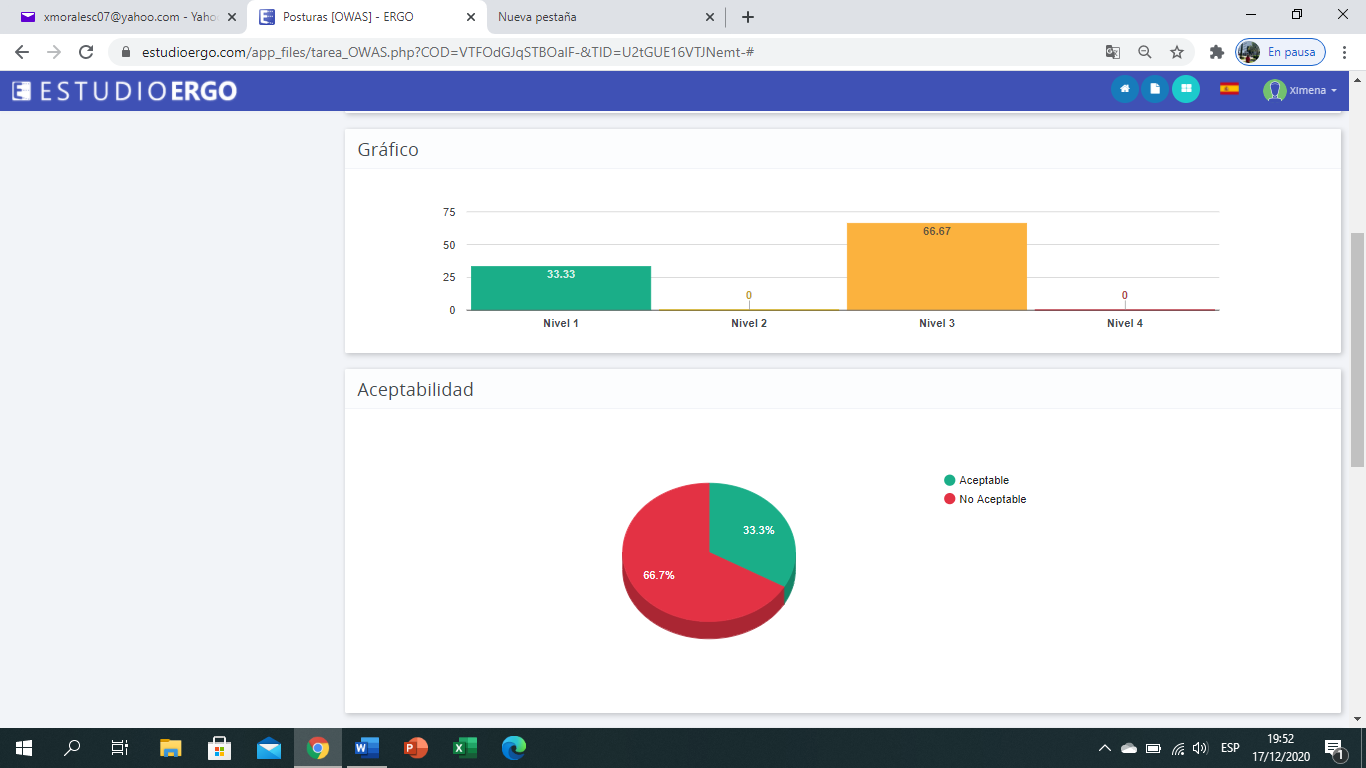 xmoralesc07@yahoo.com - Yaho
Posturas [OWAS] - ERGO
Nueva pestaña
estudioergo.com/app_files/tarea_OWAS.php?COD=VTFOdGJqSTBOalF-&TID=U2tGUE16VTJNemt-#
En pausa
ESTUDIOERGO
XImena
Gráfico
75
50
25
0
33.33
0
66.67
0
Nivel 1
Nivel 2
Nivel 3
Nivel 4
Aceptabilidad
Aceptable
No Aceptable
33.3%
66.7%
ESP
19:52
17/12/2020
1